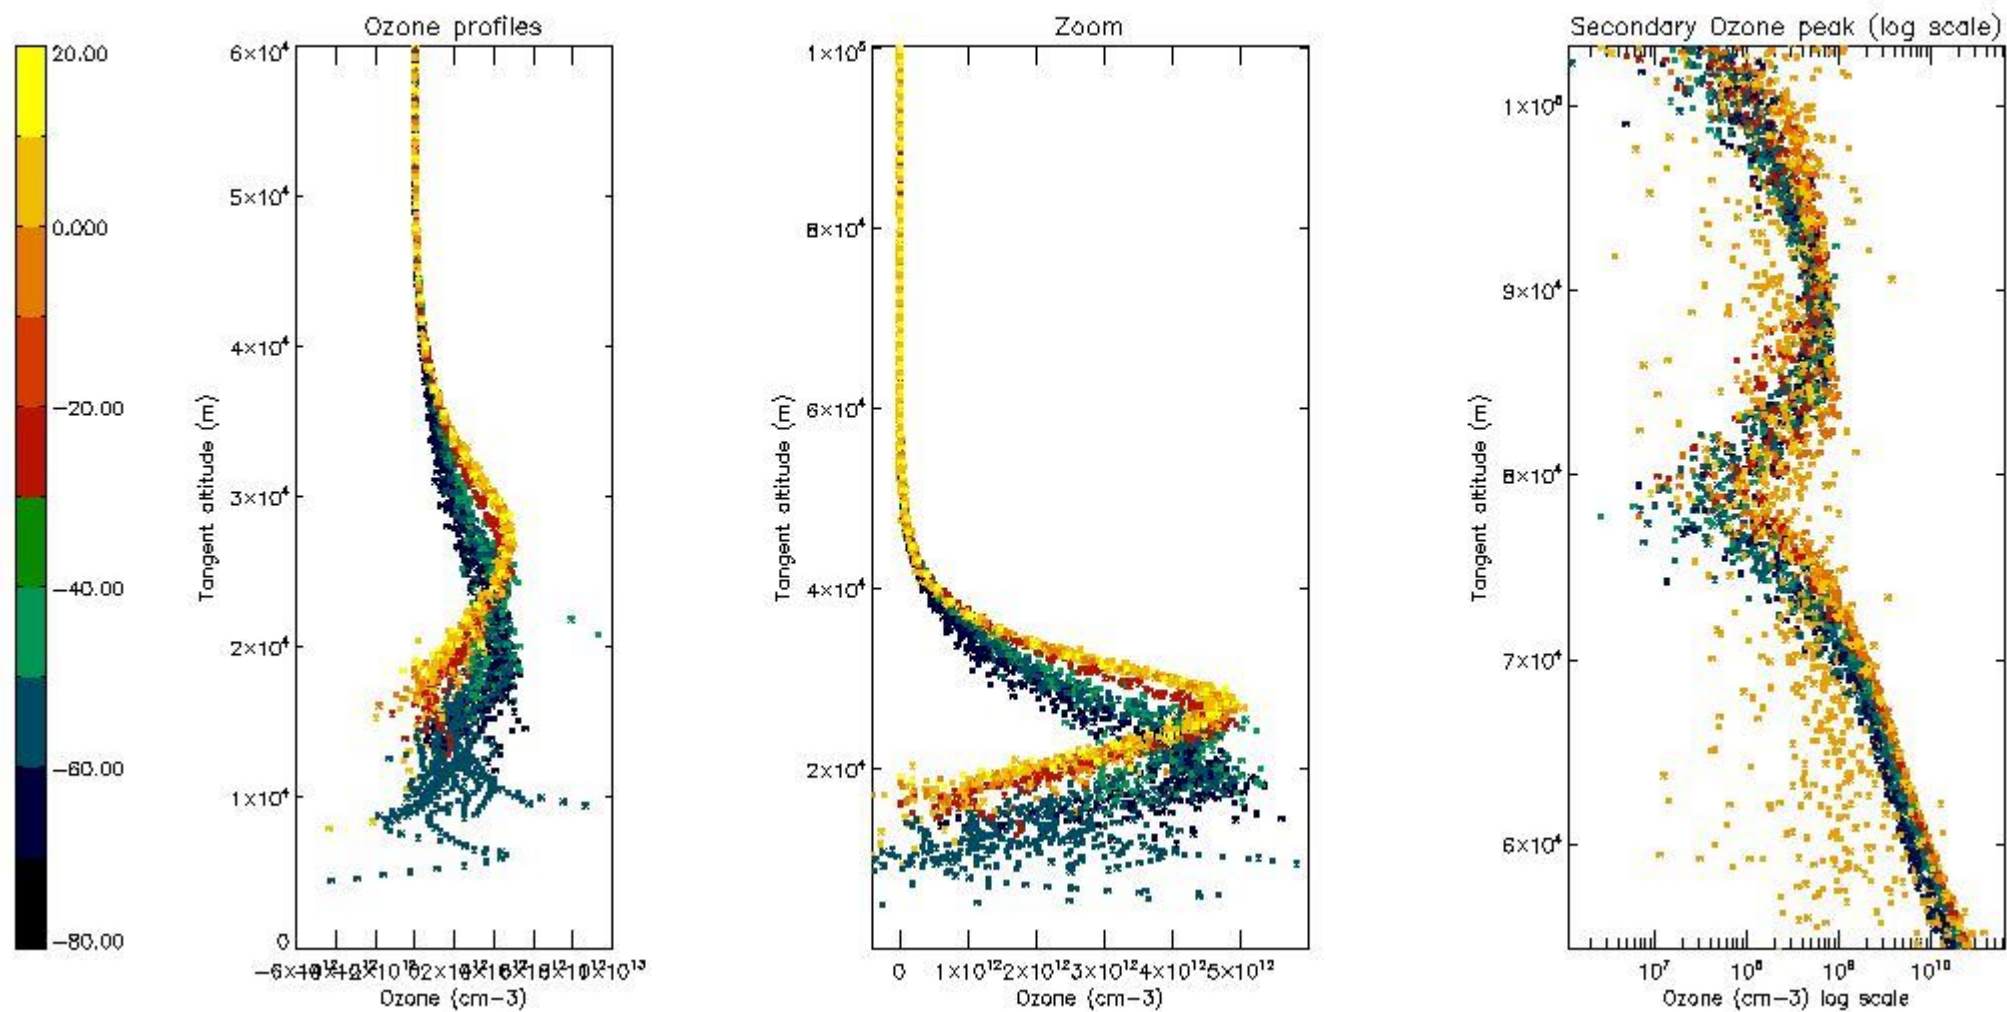 Ozone profiles
Zoom
Secondary Ozone peak (log scale)
20.00
0.000
−20.00
−40.00
−60.00
−80.00
6×10⁴
5×10⁴
4×10⁴
3×10⁴
2×10⁴
1×10⁴
0
Tangent altitude (m)
Ozone (cm−3)
1×10⁵
8×10⁴
6×10⁴
4×10⁴
2×10⁴
Tangent altitude (m)
0 1×10¹² 2×10¹² 3×10¹² 4×10¹² 5×10¹²
Ozone (cm−3)
1×10⁵
9×10⁴
8×10⁴
7×10⁴
6×10⁴
Tangent altitude (m)
10⁷ 10⁸ 10⁹ 10¹⁰
Ozone (cm−3) log scale